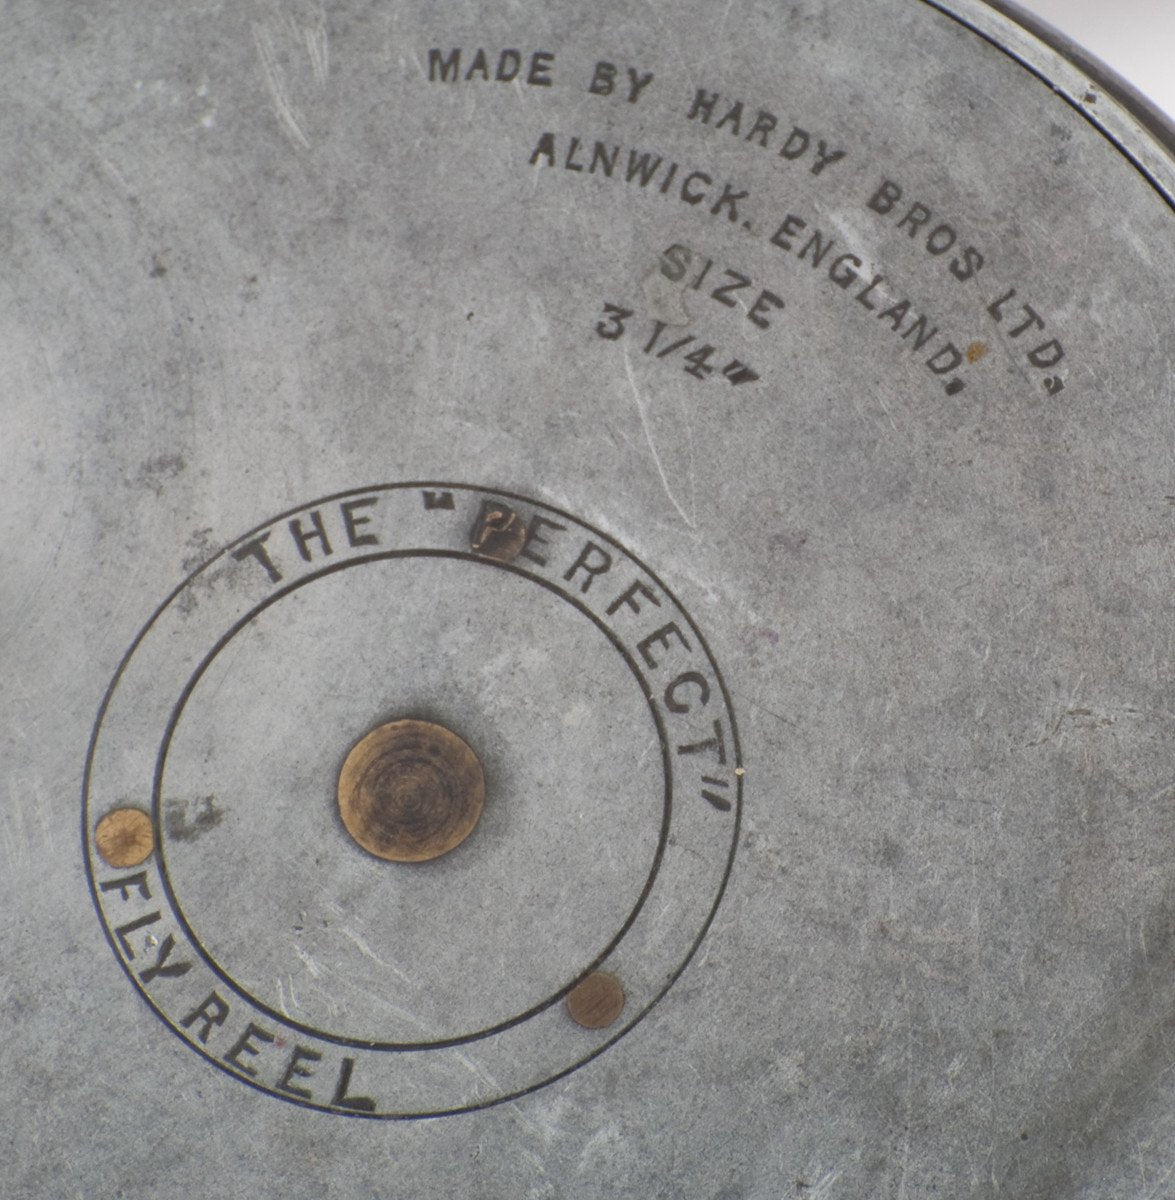 MADE BY HARDY BROS LTD.
ALNWICK. ENGLAND.
SIZE
3 1/4"
THE "PERFECT"
FLY REEL